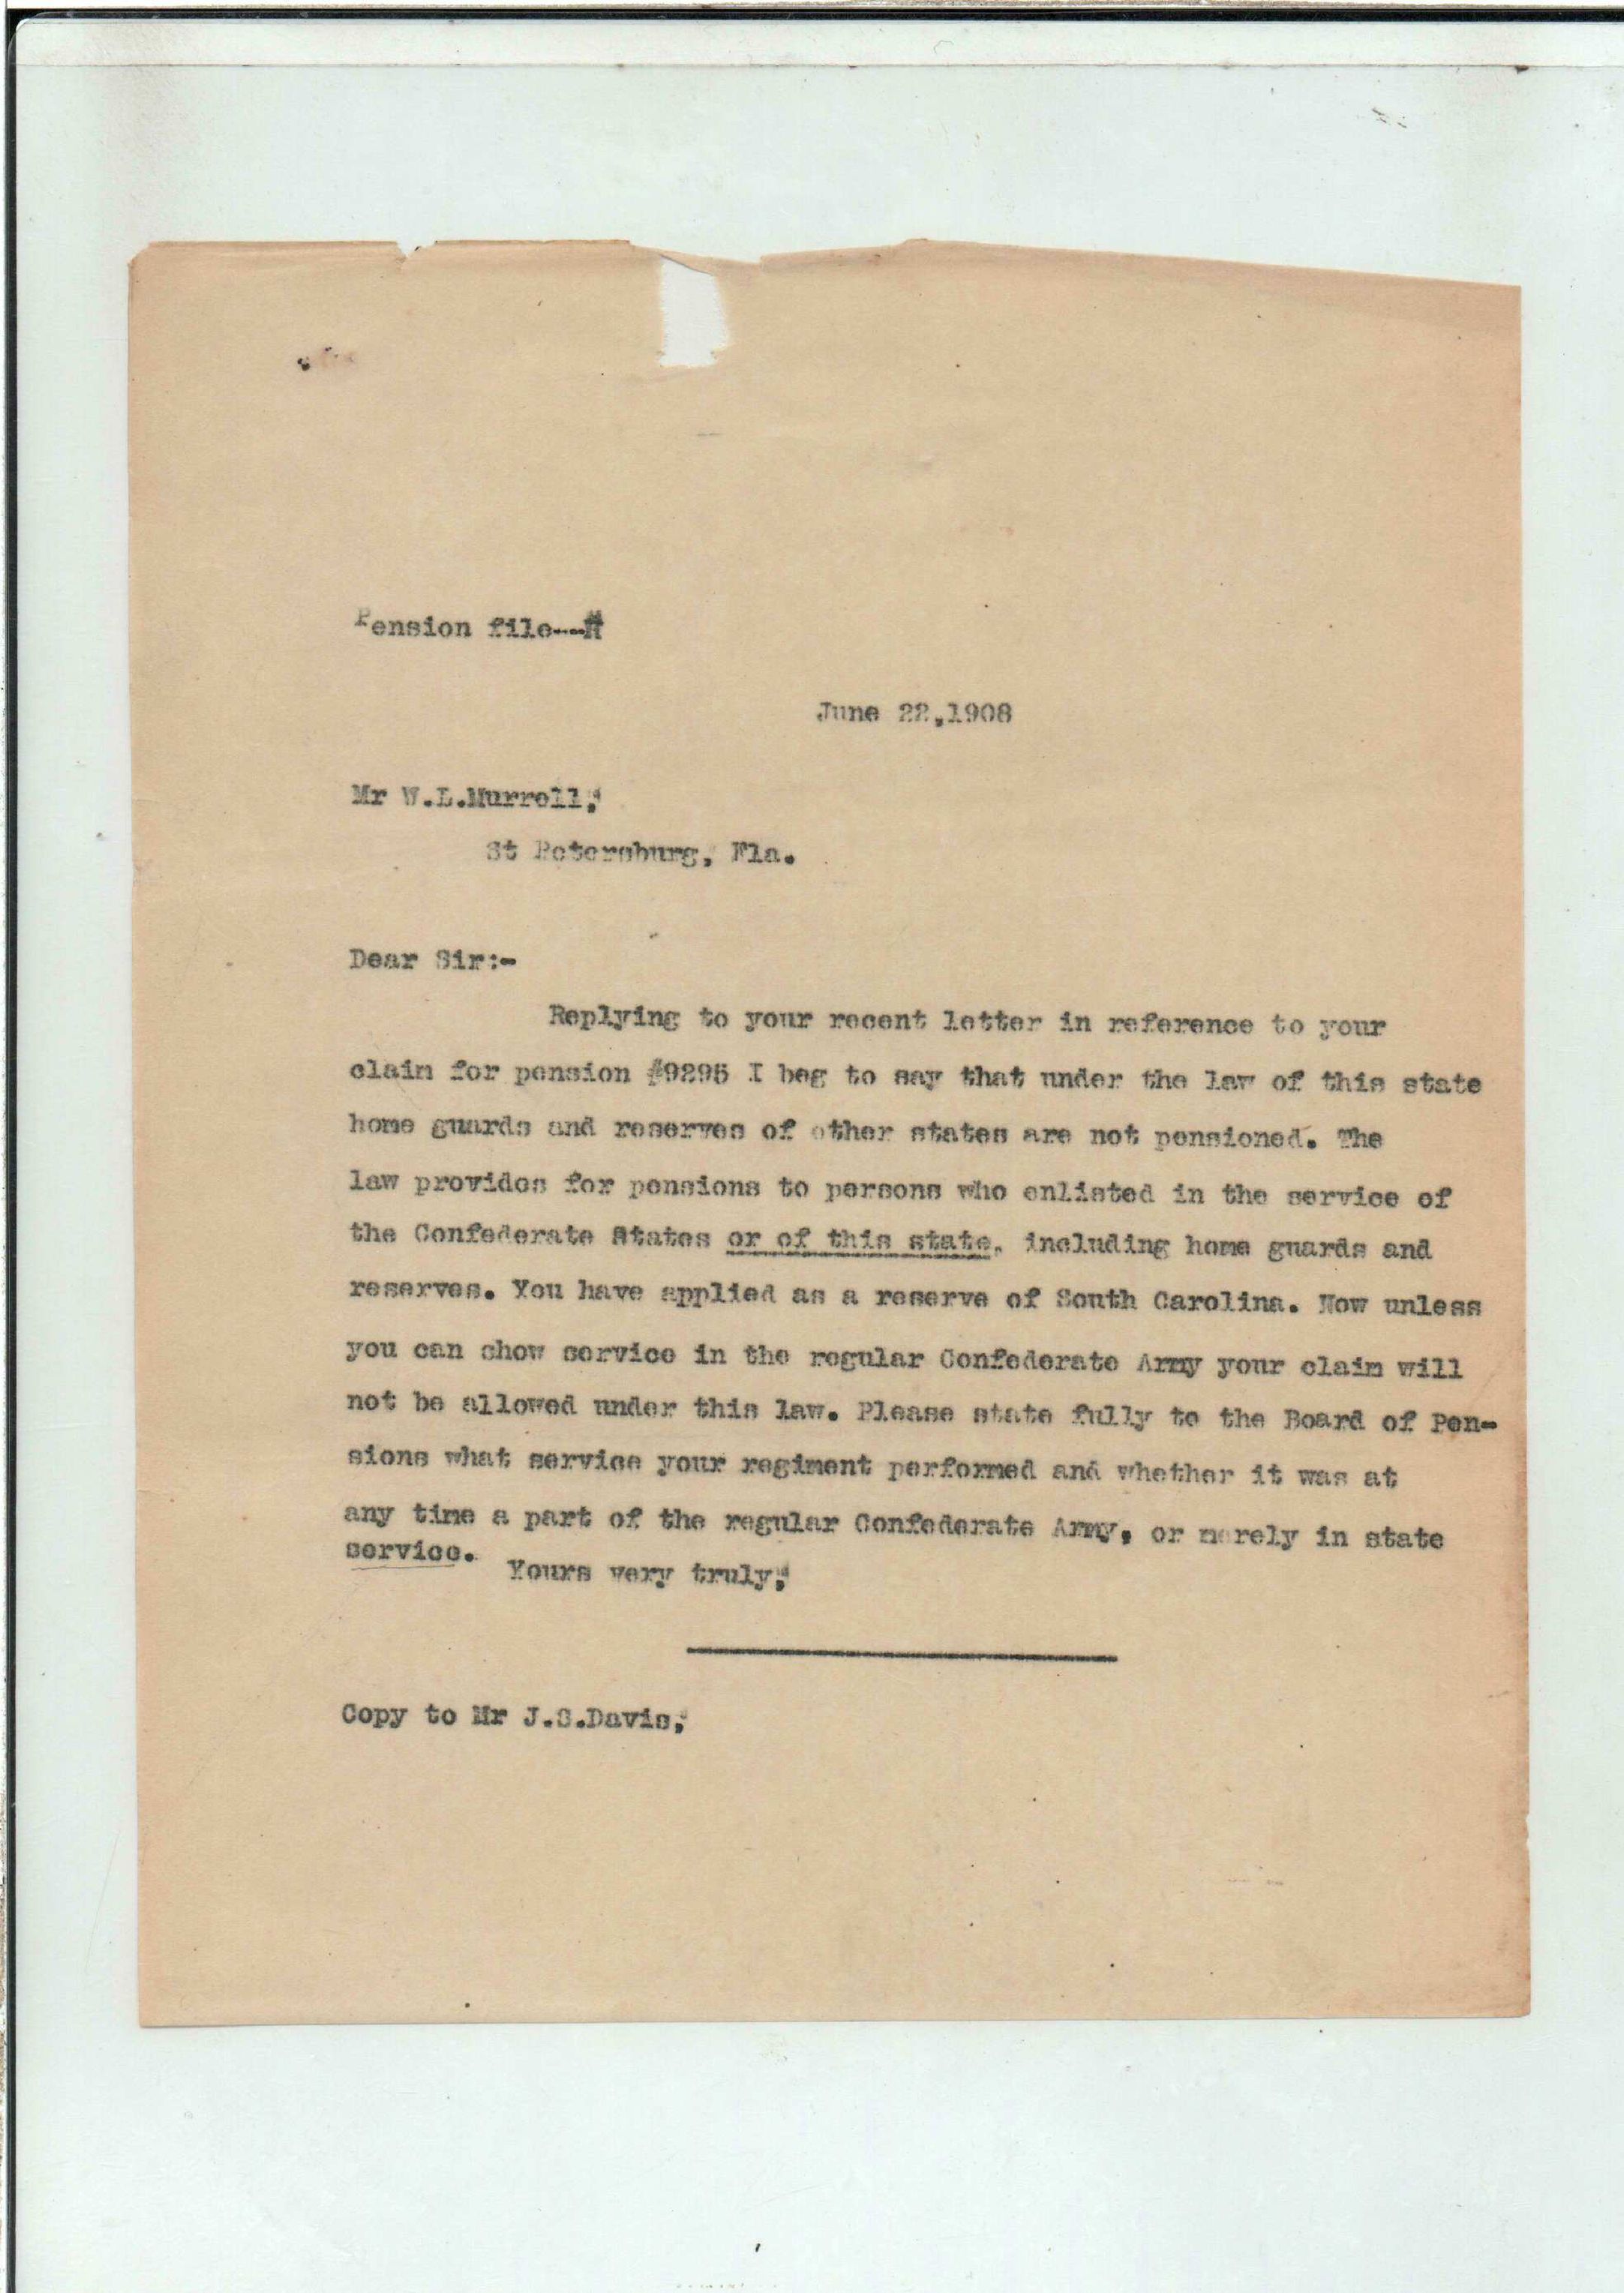 Pension file---
June 22,1908
Mr W.L.Murrell,
St Petersburg, Fla.
Dear Sir:-
Replying to your recent letter in reference to your
claim for pension #9295 I beg to say that under the law of this state
home guards and reserves of other states are not pensioned. The
law provides for pensions to persons who enlisted in the service of
the Confederate States or of this state, including home guards and
reserves. You have applied as a reserve of South Carolina. Now unless
you can show service in the regular Confederate Army your claim will
not be allowed under this law. Please state fully to the Board of Pen-
sions what service your regiment performed and whether it was at
any time a part of the regular Confederate Army, or merely in state
service.
Yours very truly,
Copy to Mr J.S.Davis,